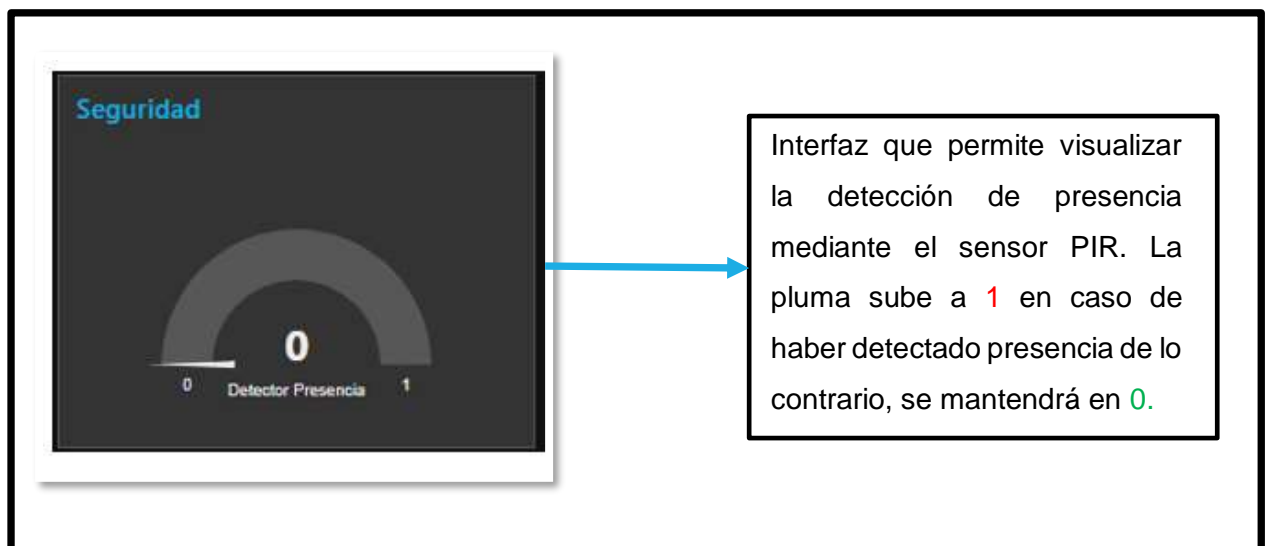 Seguridad
0
0 Detector Presencia 1
Interfaz que permite visualizar
la detección de presencia
mediante el sensor PIR. La
pluma sube a 1 en caso de
haber detectado presencia de lo
contrario, se mantendrá en 0.